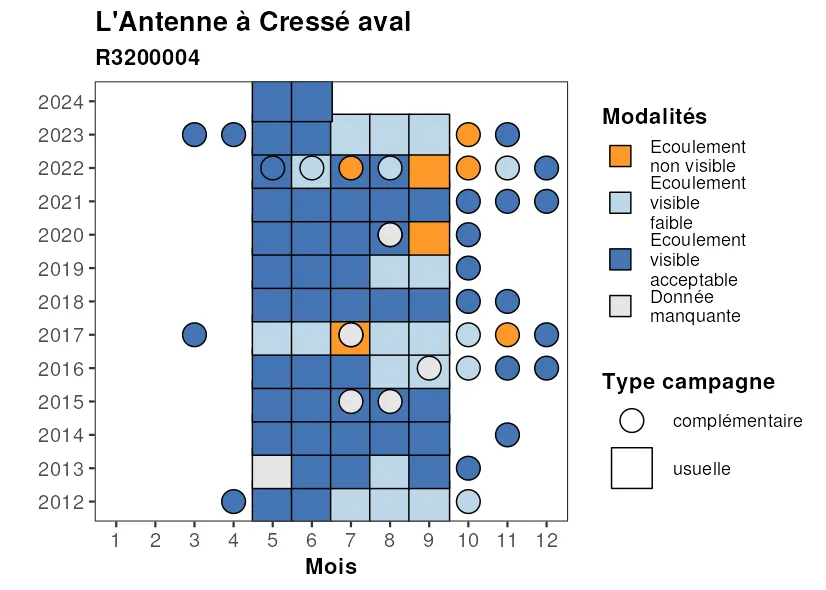 L'Antenne à Cressé aval
R3200004
2024
2023
2022
2021
2020
2019
2018
2017
2016
2015
2014
2013
2012
1 2 3 4 5 6 7 8 9 10 11 12
Mois
Modalités
Ecoulement
non visible
Ecoulement
visible
faible
Ecoulement
visible
acceptable
Donnée
manquante
Type campagne
complémentaire
usuelle